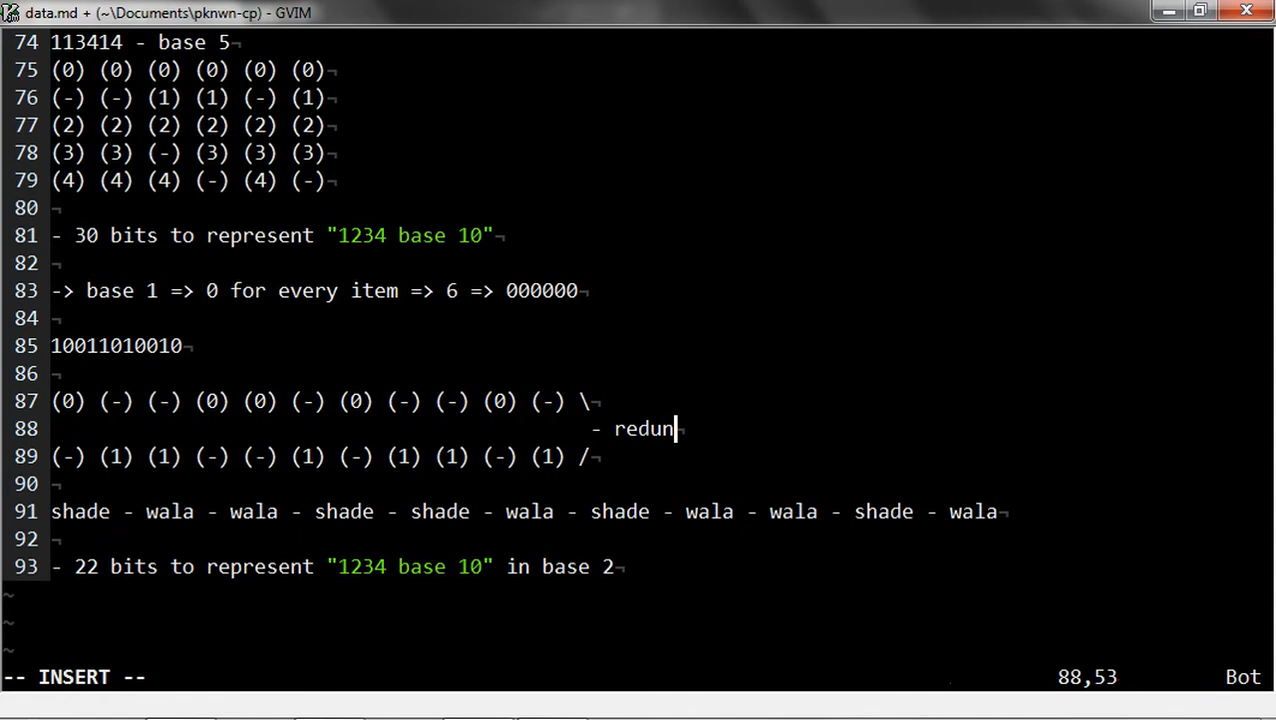 data.md + (~\Documents\pknwn-cp) - GVIM
74 113414 - base 5¬
75 (0) (0) (0) (0) (0) (0)¬
76 (-) (-) (1) (1) (-) (1)¬
77 (2) (2) (2) (2) (2) (2)¬
78 (3) (3) (-) (3) (3) (3)¬
79 (4) (4) (4) (-) (4) (-)¬
80 ¬
81 - 30 bits to represent "1234 base 10"¬
82 ¬
83 -> base 1 => 0 for every item => 6 => 000000¬
84 ¬
85 10011010010¬
86 ¬
87 (0) (-) (-) (0) (0) (-) (0) (-) (-) (0) (-) \¬
88 - redun¬
89 (-) (1) (1) (-) (-) (1) (-) (1) (1) (-) (1) /¬
90 ¬
91 shade - wala - wala - shade - shade - wala - shade - wala - wala - shade - wala¬
92 ¬
93 - 22 bits to represent "1234 base 10" in base 2¬
~
~
~
-- INSERT -- 88,53 Bot